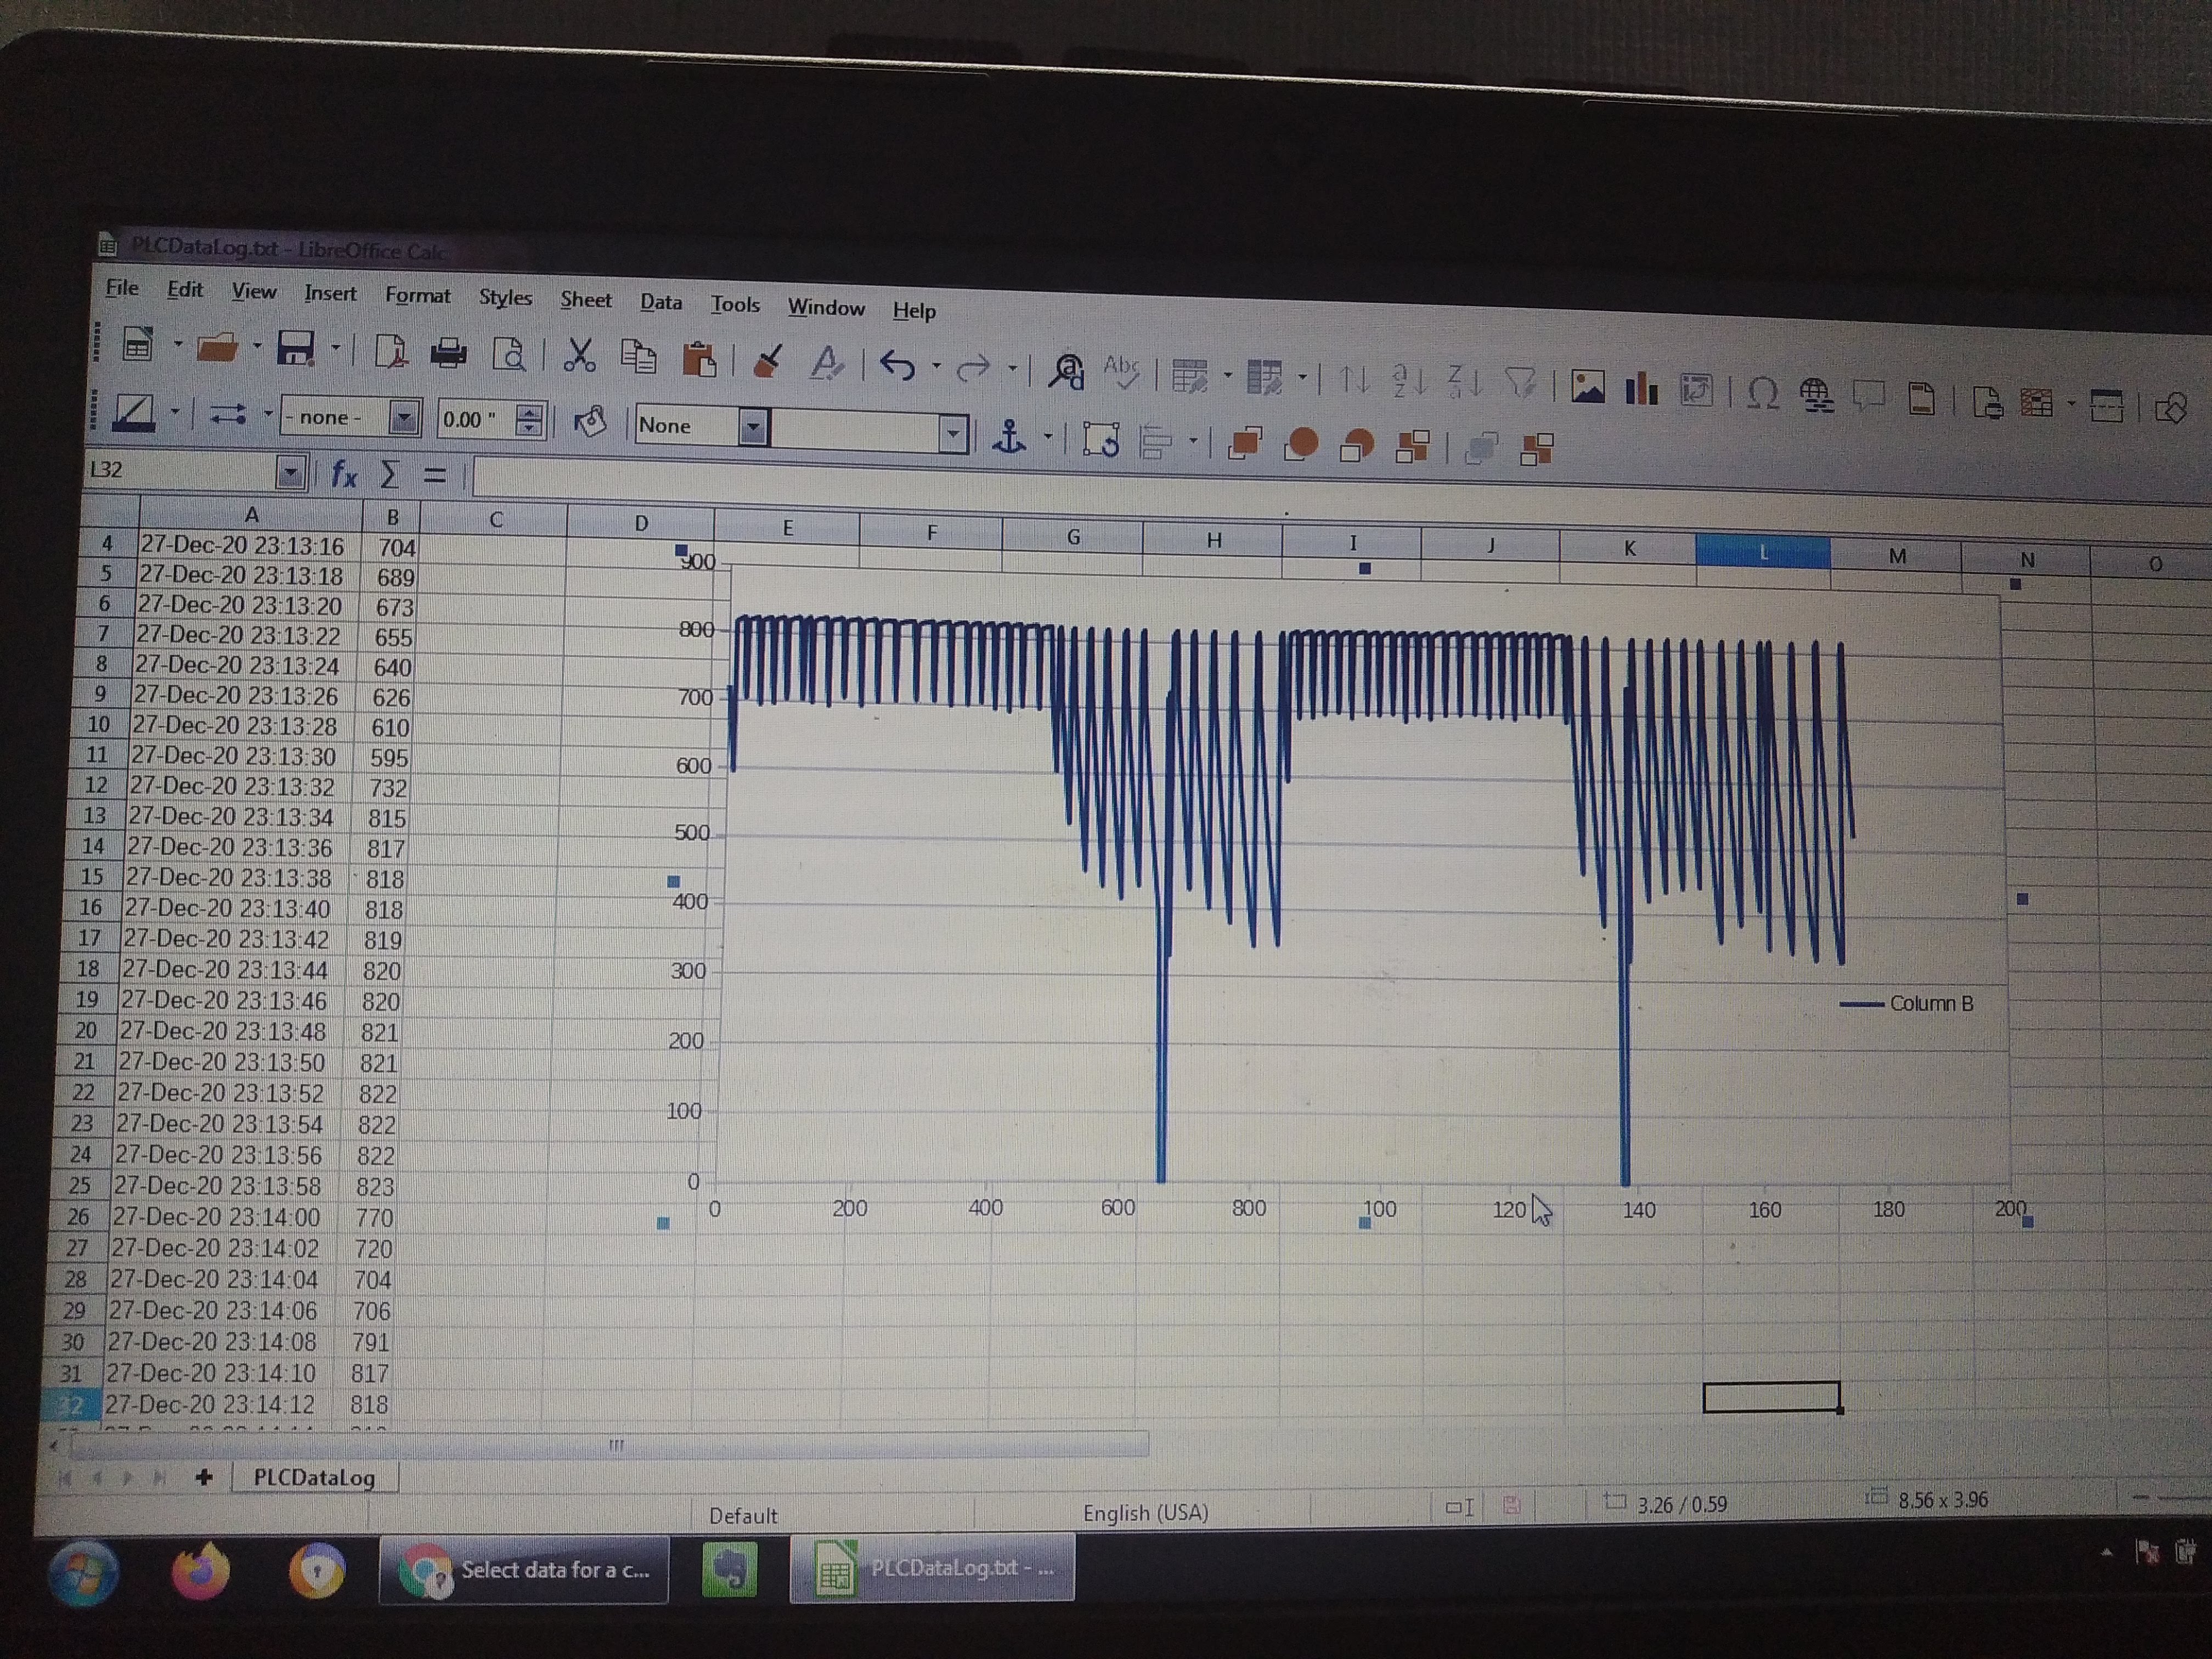 PLCDataLog.txt - LibreOffice Calc
File Edit View Insert Format Styles Sheet Data Tools Window Help
- none - 0.00 " None
L32
A B C D E F G H I J K L M N O
4 27-Dec-20 23:13:16 704
5 27-Dec-20 23:13:18 689
6 27-Dec-20 23:13:20 673
7 27-Dec-20 23:13:22 655
8 27-Dec-20 23:13:24 640
9 27-Dec-20 23:13:26 626
10 27-Dec-20 23:13:28 610
11 27-Dec-20 23:13:30 595
12 27-Dec-20 23:13:32 732
13 27-Dec-20 23:13:34 815
14 27-Dec-20 23:13:36 817
15 27-Dec-20 23:13:38 818
16 27-Dec-20 23:13:40 818
17 27-Dec-20 23:13:42 819
18 27-Dec-20 23:13:44 820
19 27-Dec-20 23:13:46 820
20 27-Dec-20 23:13:48 821
21 27-Dec-20 23:13:50 821
22 27-Dec-20 23:13:52 822
23 27-Dec-20 23:13:54 822
24 27-Dec-20 23:13:56 822
25 27-Dec-20 23:13:58 823
26 27-Dec-20 23:14:00 770
27 27-Dec-20 23:14:02 720
28 27-Dec-20 23:14:04 704
29 27-Dec-20 23:14:06 706
30 27-Dec-20 23:14:08 791
31 27-Dec-20 23:14:10 817
32 27-Dec-20 23:14:12 818
900
800
700
600
500
400
300
200
100
0
0 200 400 600 800 100 120 140 160 180 200
Column B
PLCDataLog
Default English (USA) 3.26 / 0.59 8.56 x 3.96
Select data for a c... PLCDataLog.txt - ...